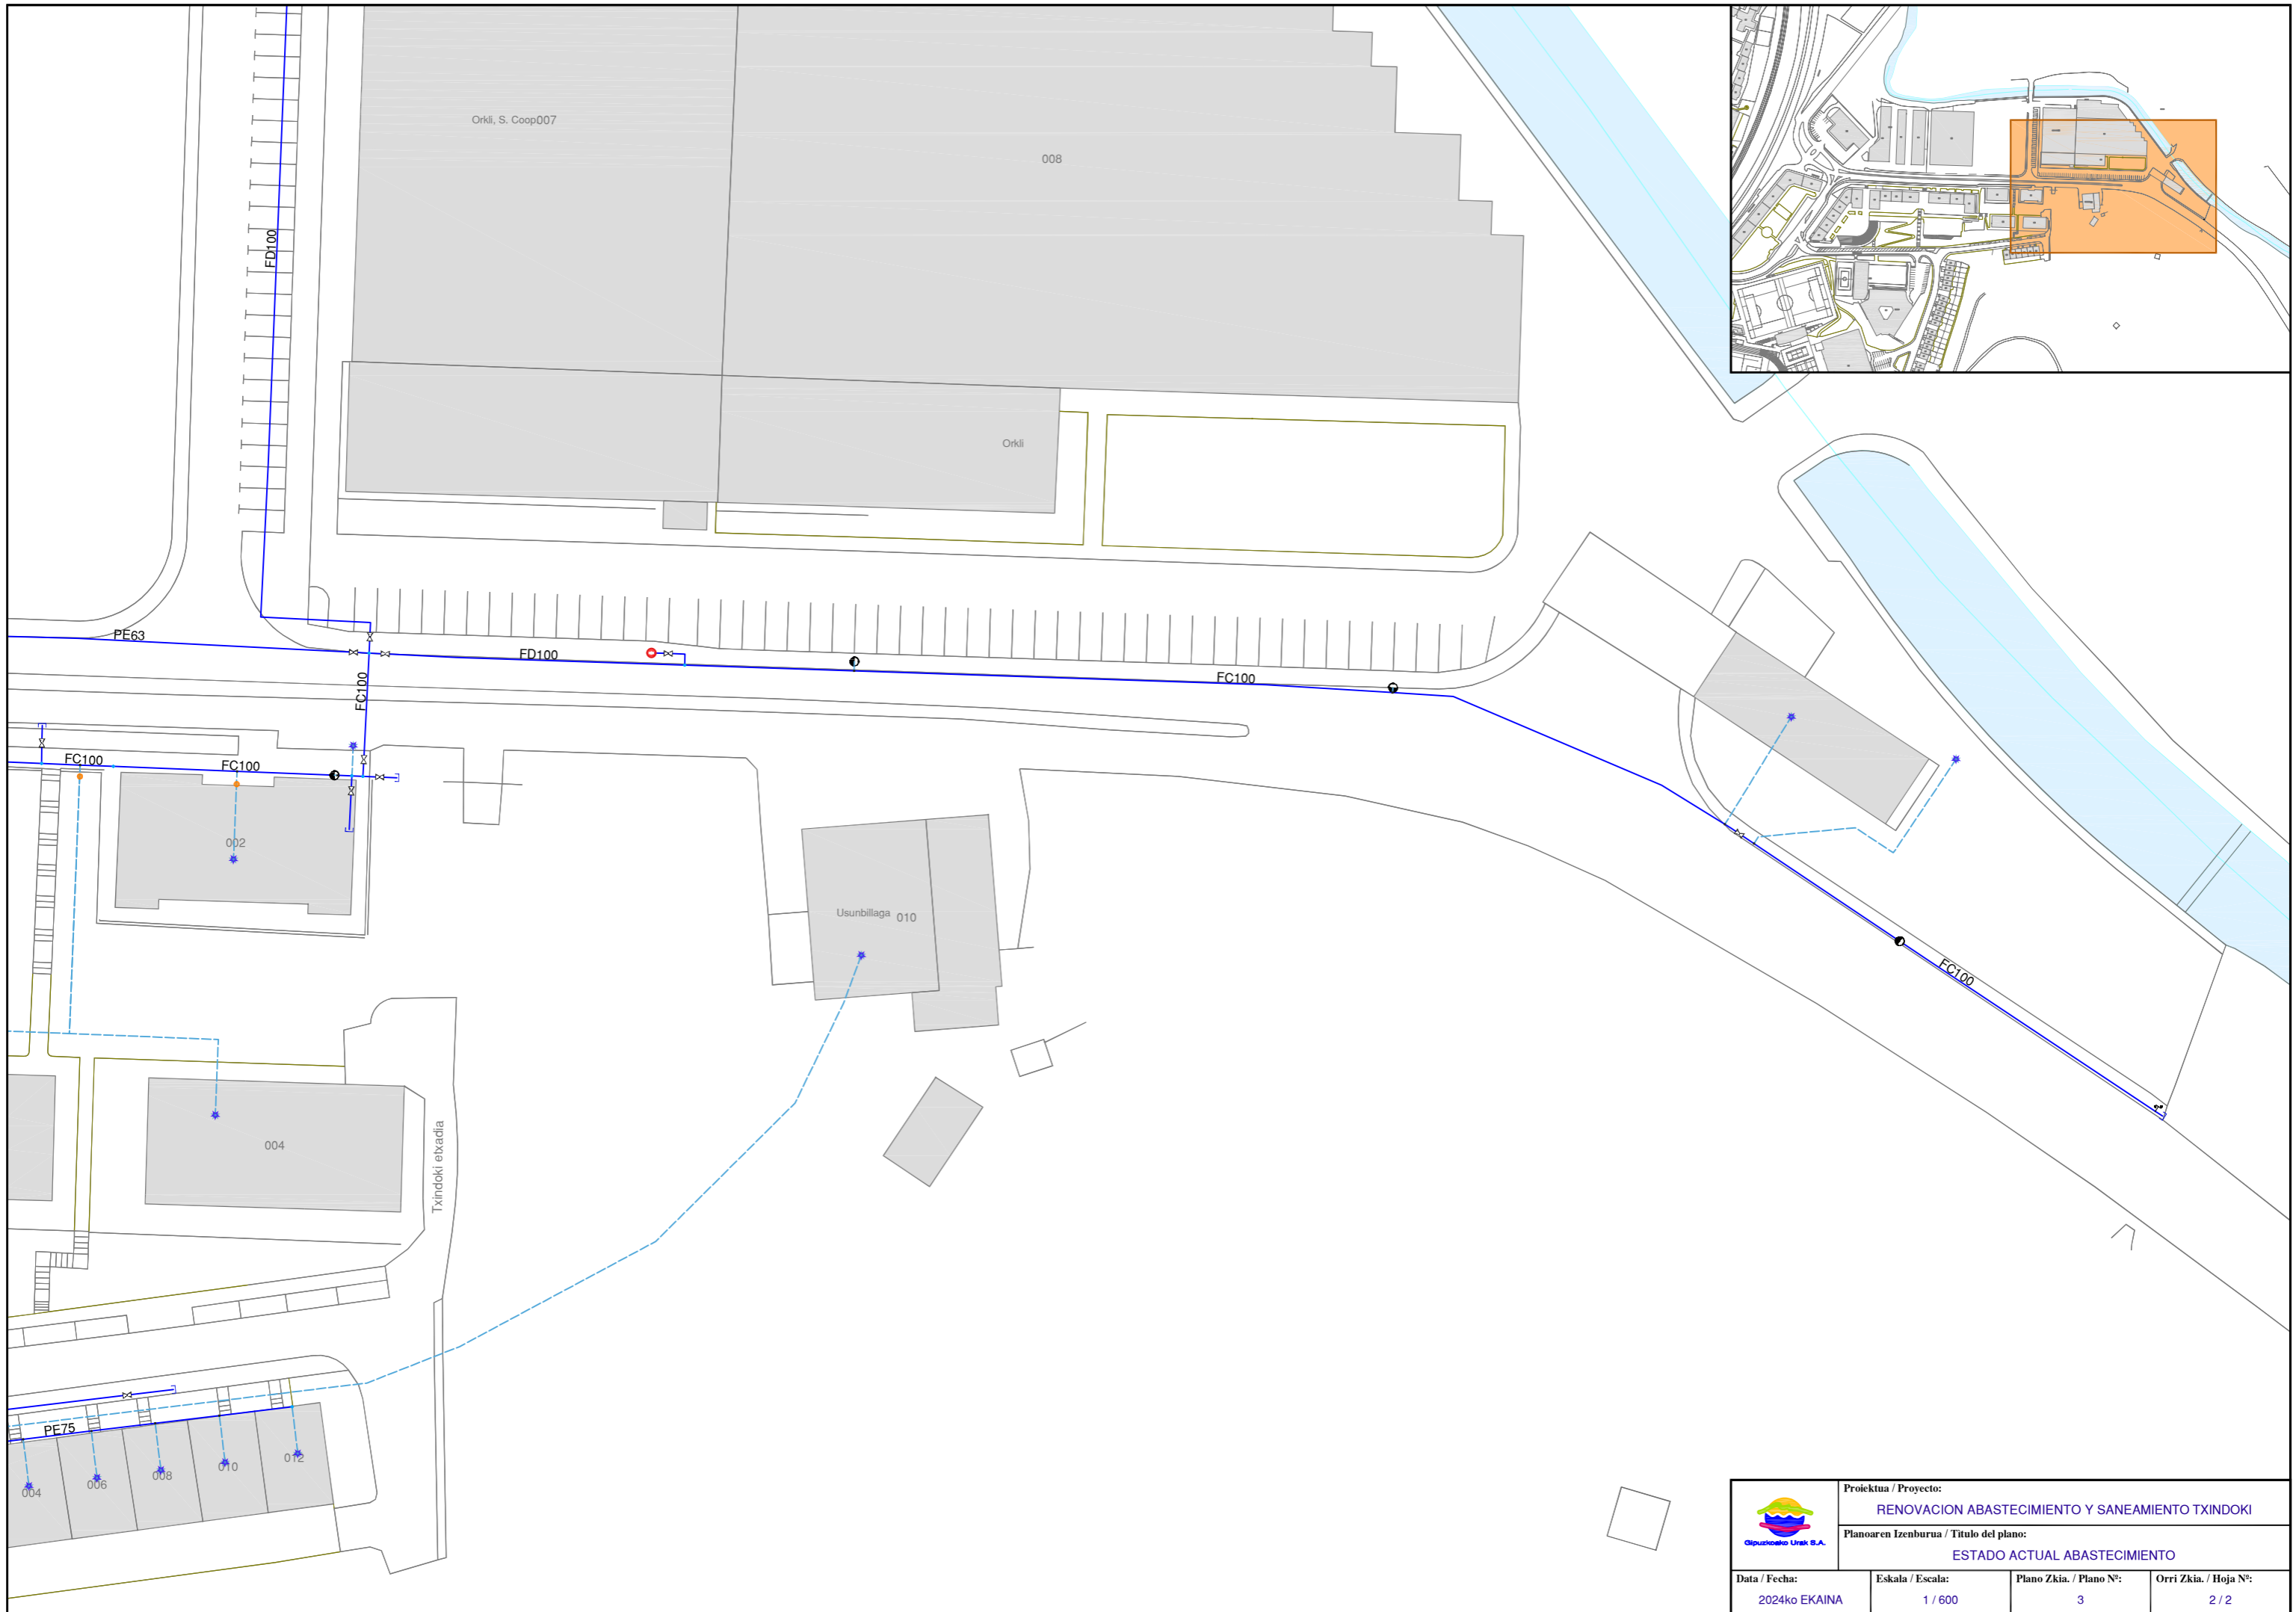 Orkli, S. Coop007
008
FD100
Orkli
PE63
FD100
FC100
FC100
FC100
FC100
002
Usunbillaga 010
FC100
004
Txindoki etxadia
PE75
004
006
008
010
012
Gipuzkoako Urak S.A.
Proiektua / Proyecto:
RENOVACION ABASTECIMIENTO Y SANEAMIENTO TXINDOKI
Planoaren Izenburua / Titulo del plano:
ESTADO ACTUAL ABASTECIMIENTO
Data / Fecha:
2024ko EKAINA
Eskala / Escala:
1 / 600
Plano Zkia. / Plano Nº:
3
Orri Zkia. / Hoja Nº:
2 / 2